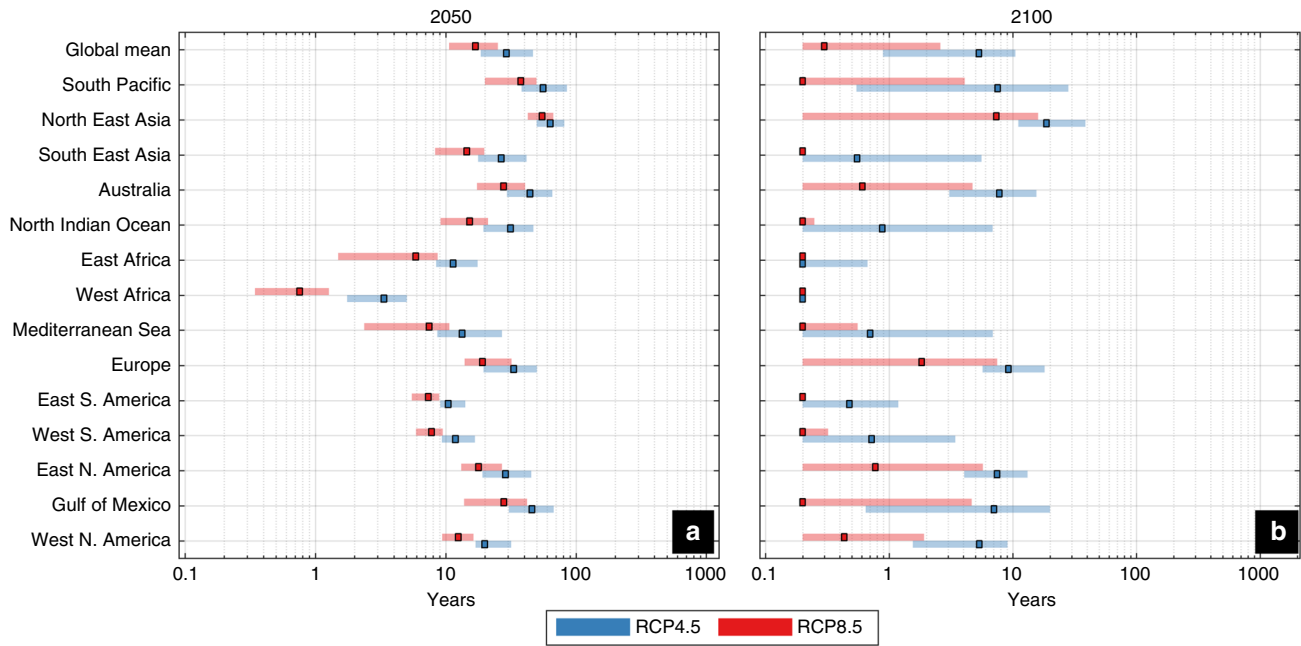 2050
2100
Global mean
South Pacific
North East Asia
South East Asia
Australia
North Indian Ocean
East Africa
West Africa
Mediterranean Sea
Europe
East S. America
West S. America
East N. America
Gulf of Mexico
West N. America
a
b
0.1 1 10 100 1000
0.1 1 10 100 1000
Years
Years
RCP4.5 RCP8.5